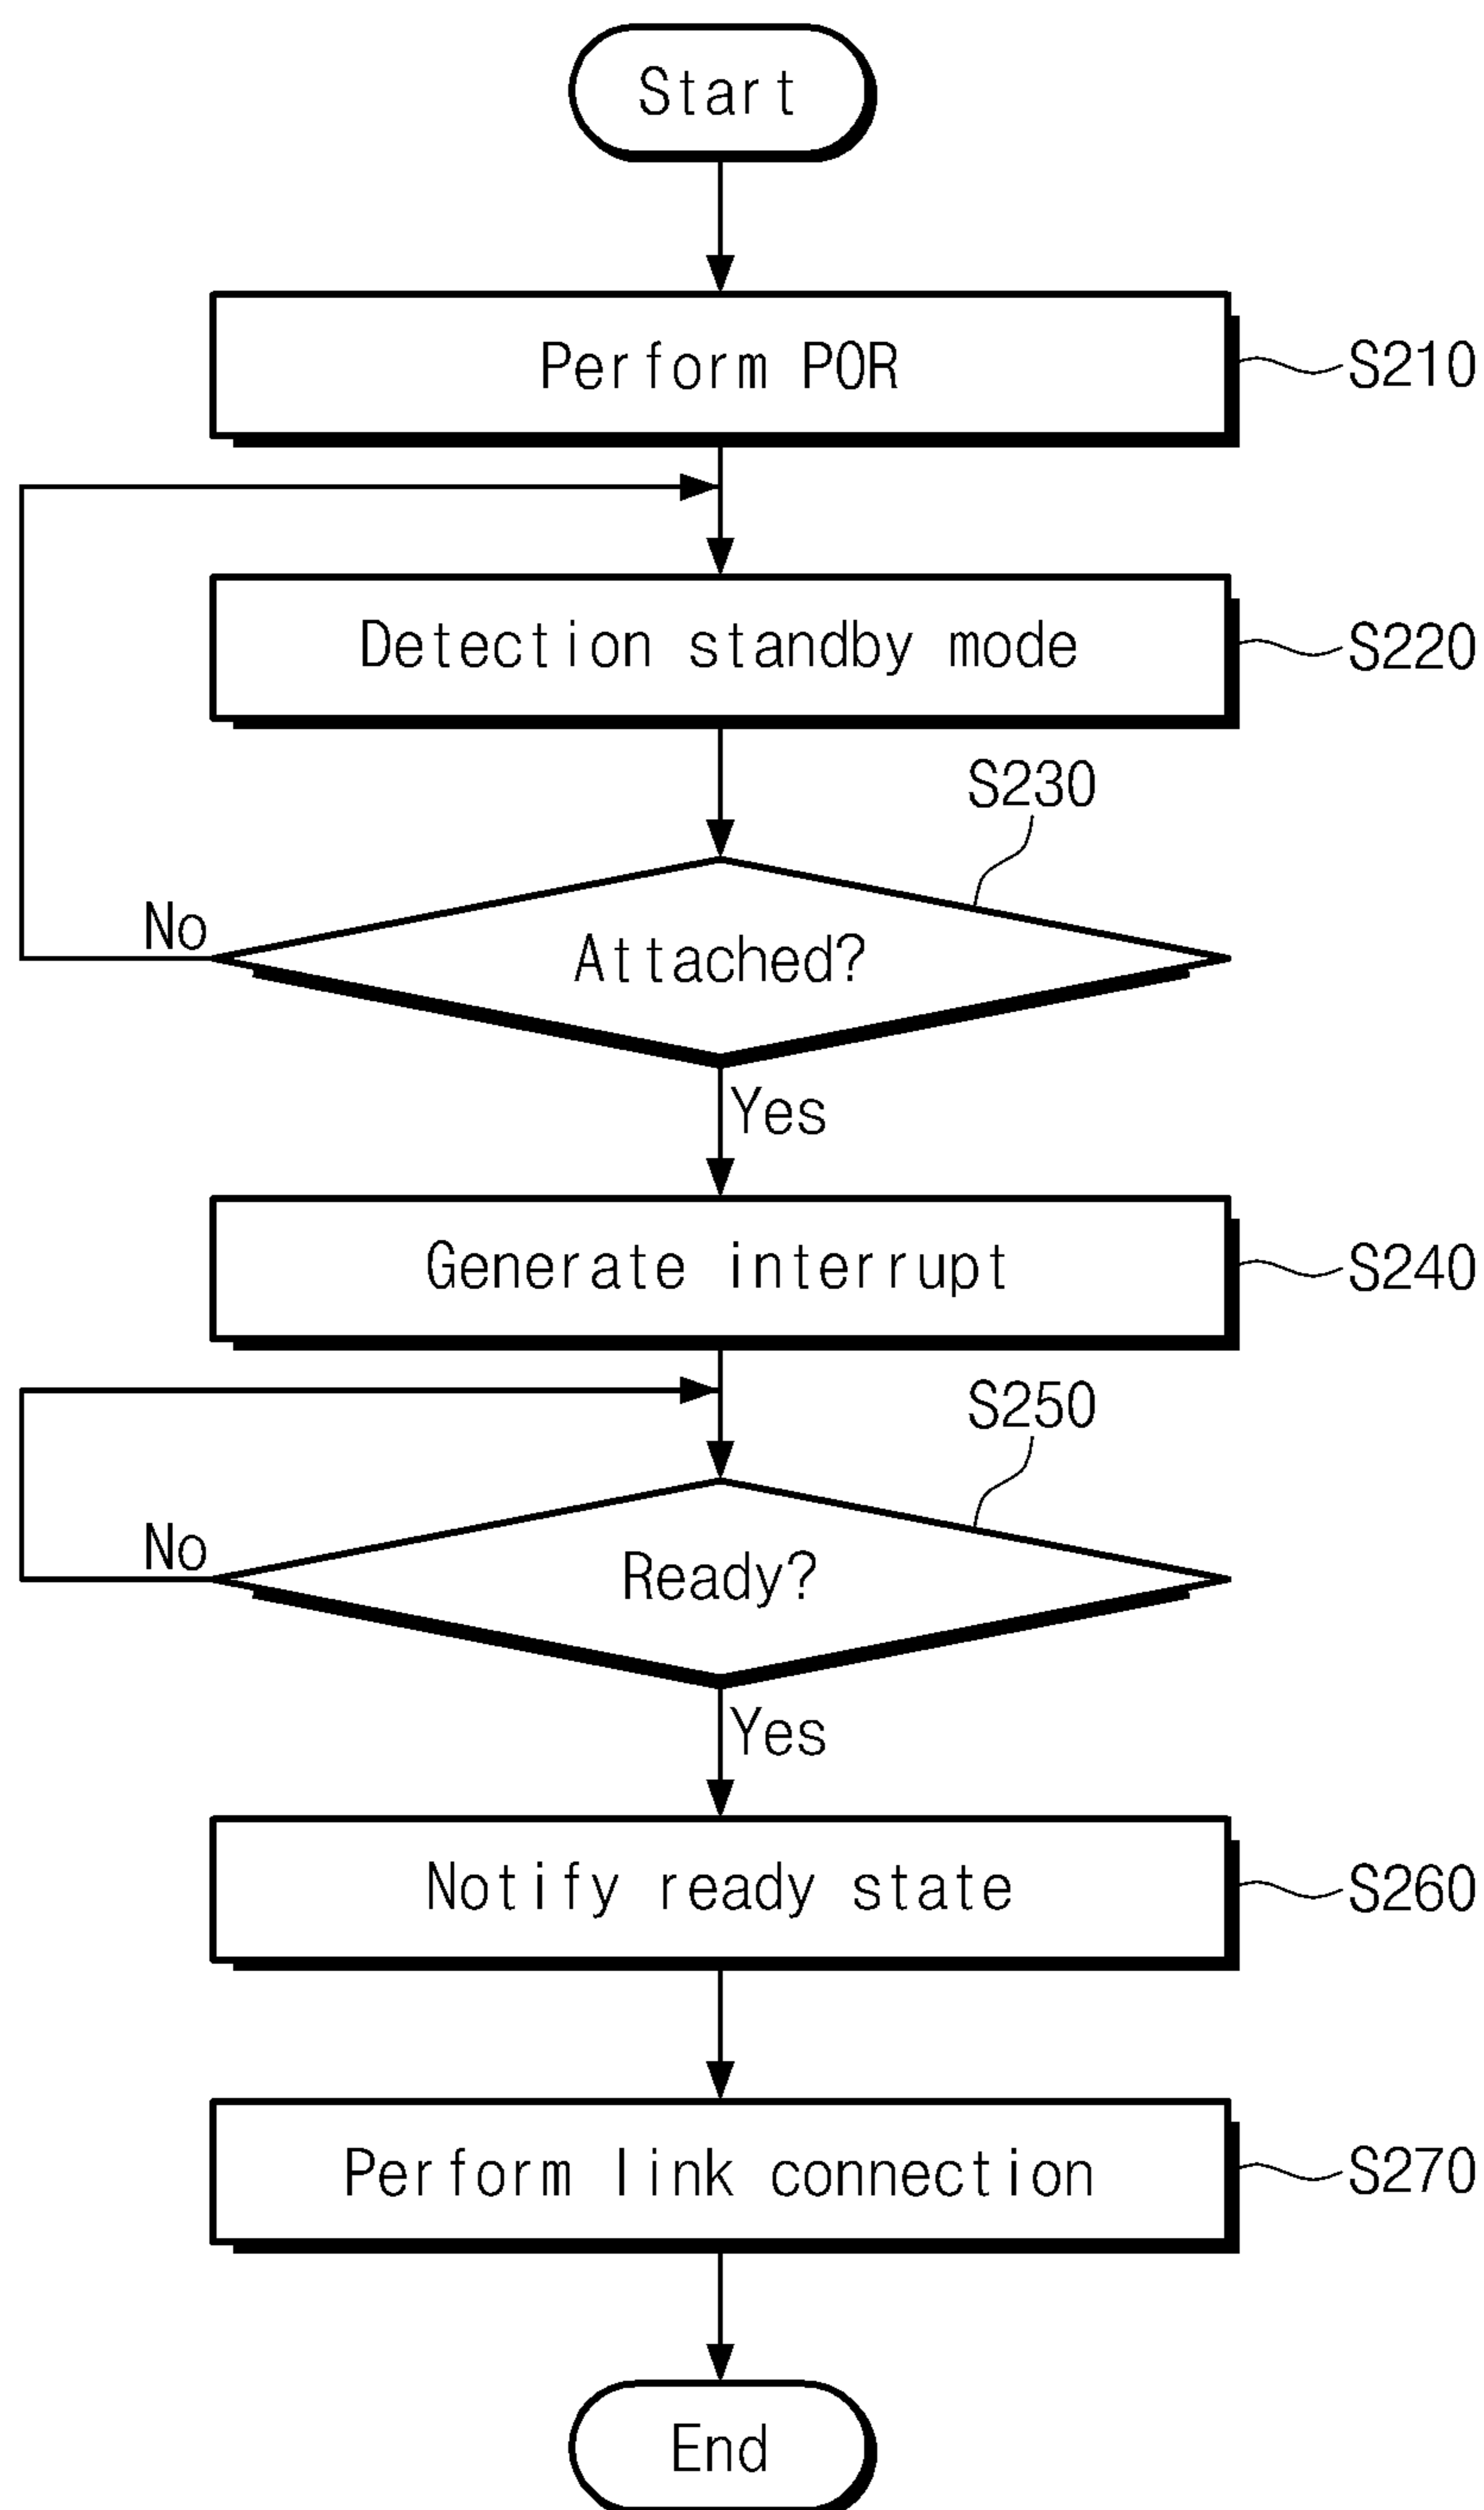 Start
Perform POR
S210
Detection standby mode
S220
S230
No
Attached?
Yes
Generate interrupt
S240
S250
No
Ready?
Yes
Notify ready state
S260
Perform link connection
S270
End